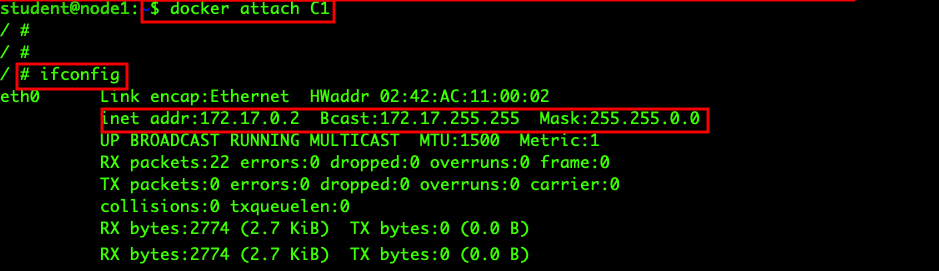 student@node1:~$ docker attach C1
/ #
/ #
/ # ifconfig
eth0 Link encap:Ethernet HWaddr 02:42:AC:11:00:02
inet addr:172.17.0.2 Bcast:172.17.255.255 Mask:255.255.0.0
UP BROADCAST RUNNING MULTICAST MTU:1500 Metric:1
RX packets:22 errors:0 dropped:0 overruns:0 frame:0
TX packets:0 errors:0 dropped:0 overruns:0 carrier:0
collisions:0 txqueuelen:0
RX bytes:2774 (2.7 KiB) TX bytes:0 (0.0 B)
RX bytes:2774 (2.7 KiB) TX bytes:0 (0.0 B)